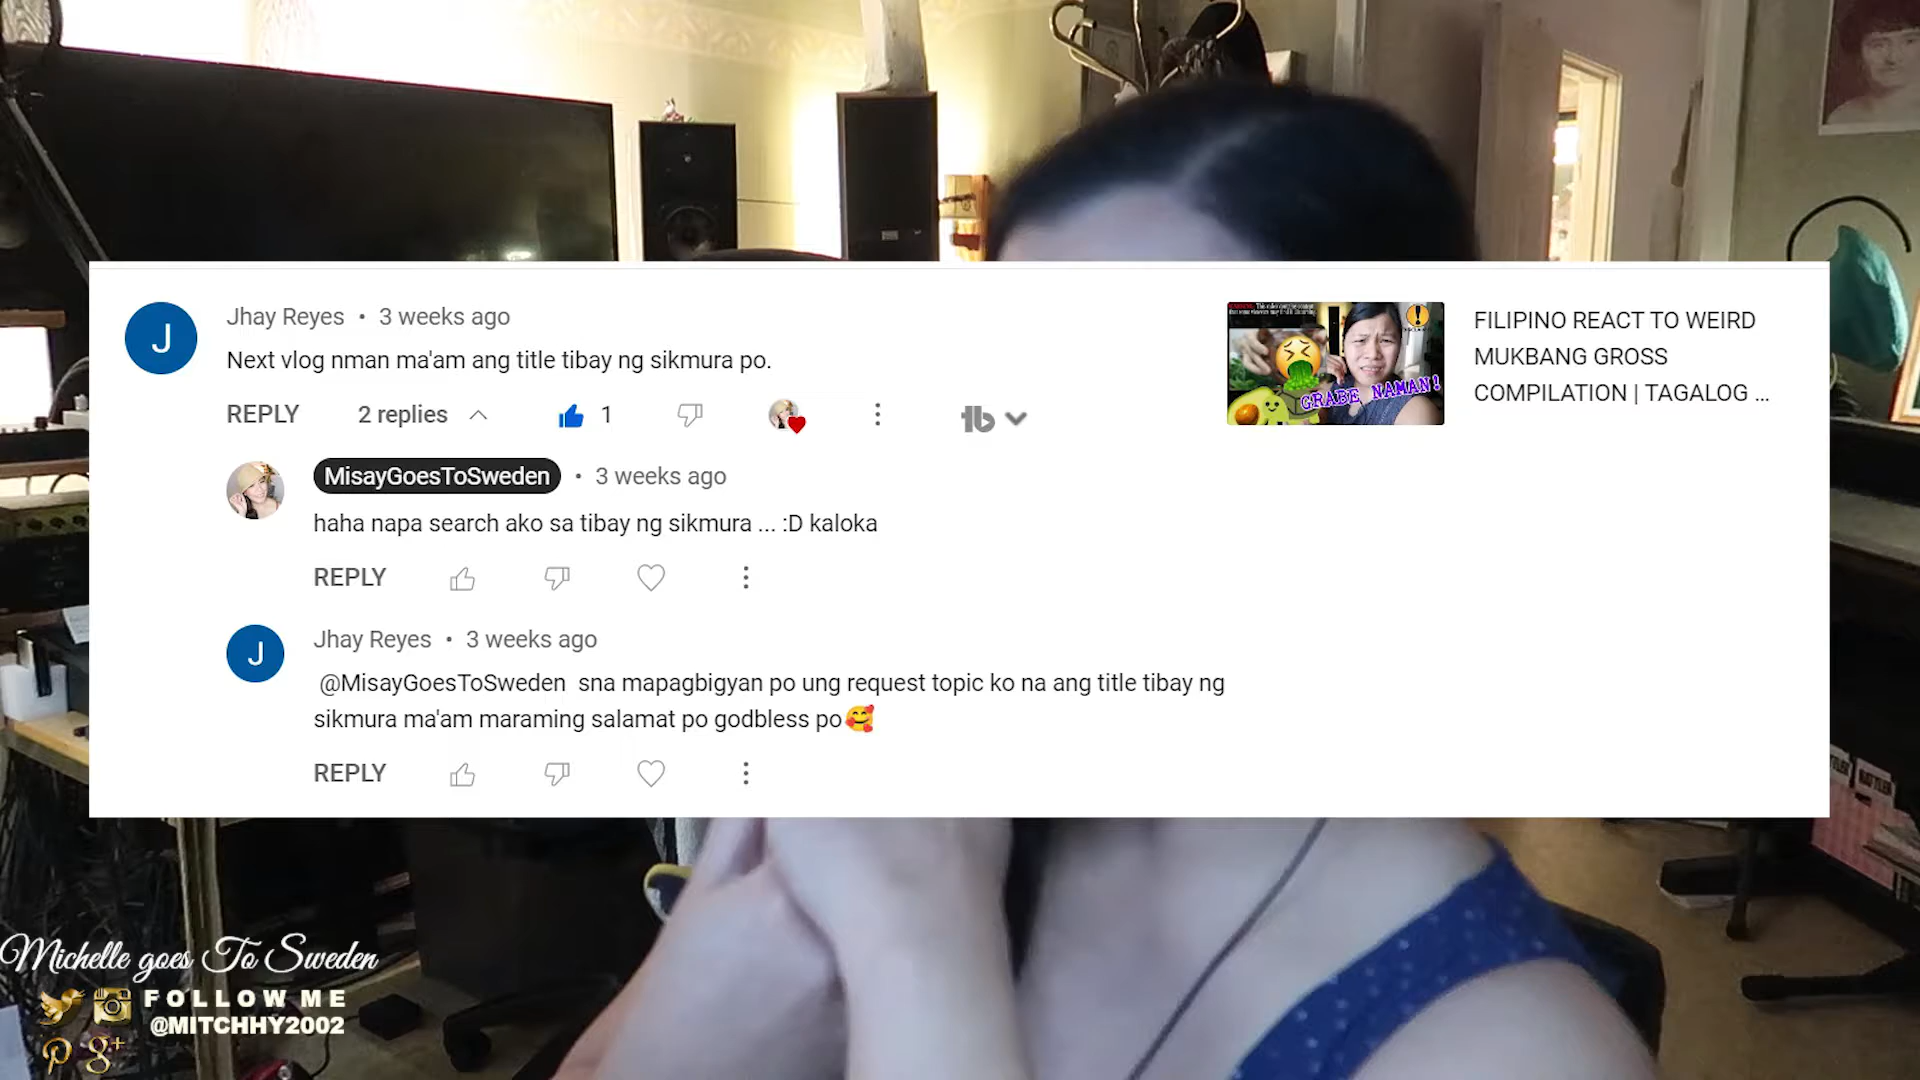 Jhay Reyes • 3 weeks ago
Next vlog nman ma'am ang title tibay ng sikmura po.
REPLY 2 replies 1
MisayGoesToSweden • 3 weeks ago
haha napa search ako sa tibay ng sikmura ... :D kaloka
REPLY
Jhay Reyes • 3 weeks ago
@MisayGoesToSweden sna mapagbigyan po ung request topic ko na ang title tibay ng
sikmura ma'am maraming salamat po godbless po🥰
REPLY
GRABE NAMAN!
FILIPINO REACT TO WEIRD
MUKBANG GROSS
COMPILATION | TAGALOG ...
Michelle goes To Sweden
FOLLOW ME
@MITCHHY2002